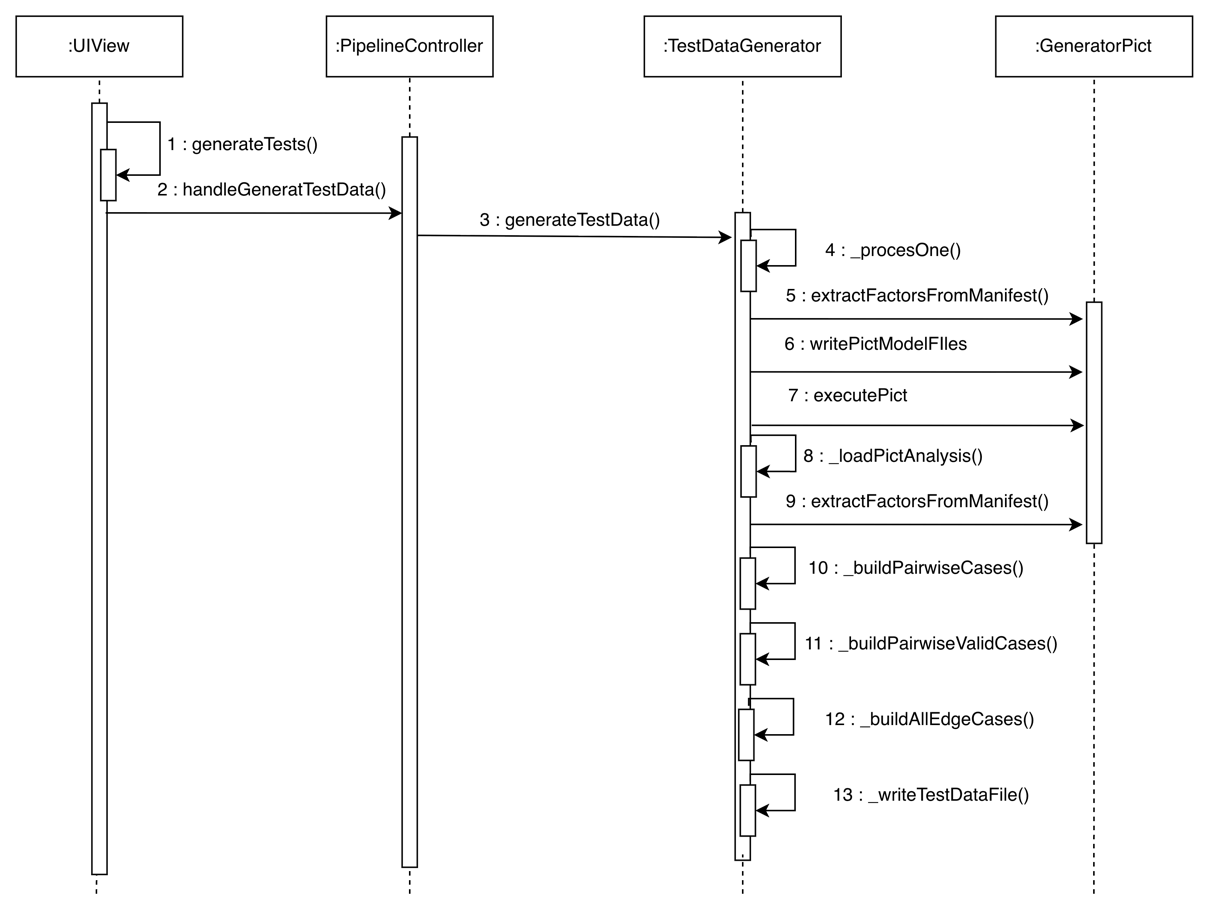 :UIView
:PipelineController
:TestDataGenerator
:GeneratorPict
1 : generateTests()
2 : handleGeneratTestData()
3 : generateTestData()
4 : _procesOne()
5 : extractFactorsFromManifest()
6 : writePictModelFIles
7 : executePict
8 : _loadPictAnalysis()
9 : extractFactorsFromManifest()
10 : _buildPairwiseCases()
11 : _buildPairwiseValidCases()
12 : _buildAllEdgeCases()
13 : _writeTestDataFile()